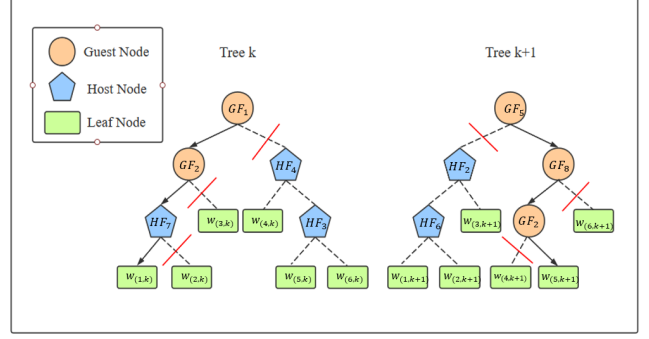 Guest Node
Host Node
Leaf Node
Tree k
Tree k+1
GF₁
GF₅
GF₂
HF₄
HF₂
GF₈
HF₇
w₍₃,ₖ₎
w₍₄,ₖ₎
HF₃
HF₆
w₍₃,ₖ₊₁₎
GF₂
w₍₆,ₖ₊₁₎
w₍₁,ₖ₎
w₍₂,ₖ₎
w₍₅,ₖ₎
w₍₆,ₖ₎
w₍₁,ₖ₊₁₎
w₍₂,ₖ₊₁₎
w₍₄,ₖ₊₁₎
w₍₅,ₖ₊₁₎